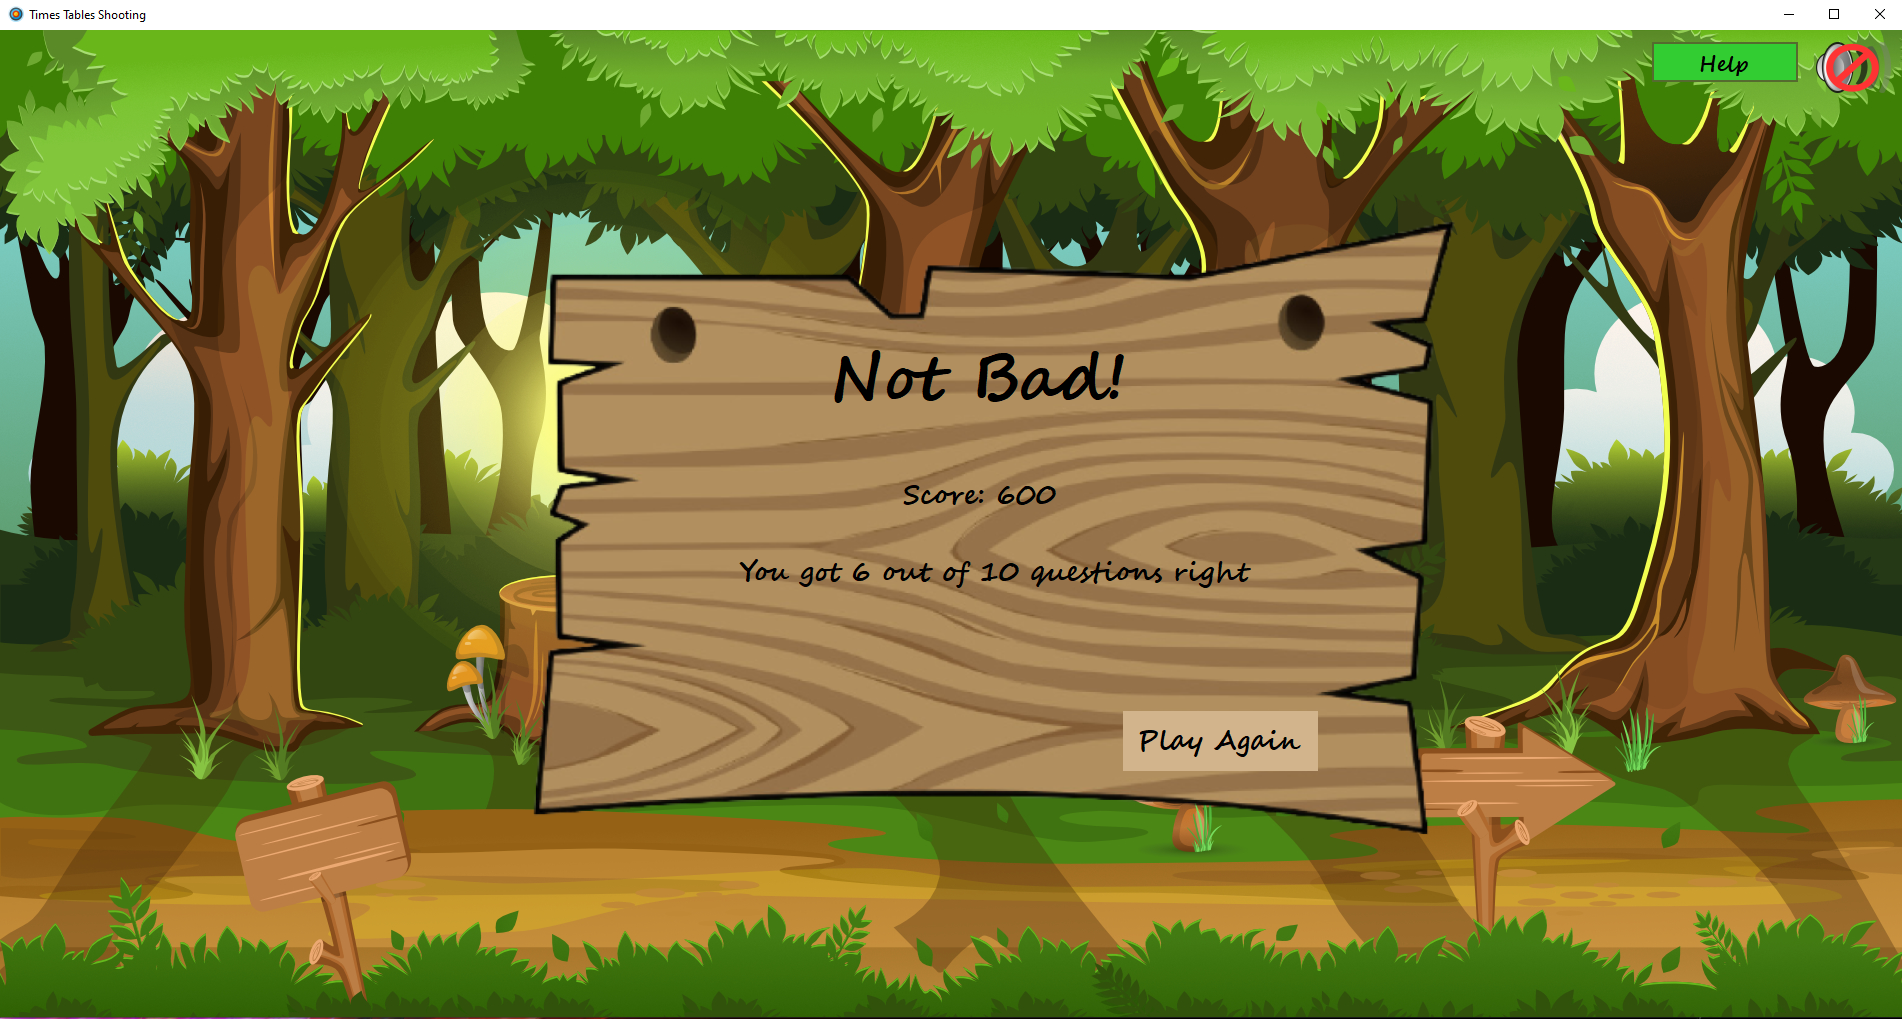 Times Tables Shooting
Help
Not Bad!
Score: 600
You got 6 out of 10 questions right
Play Again